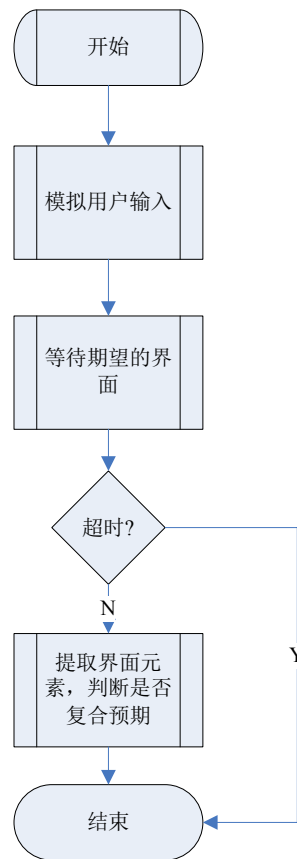 开始
模拟用户输入
等待期望的界
面
超时?
N
Y
提取界面元
素，判断是否
复合预期
结束